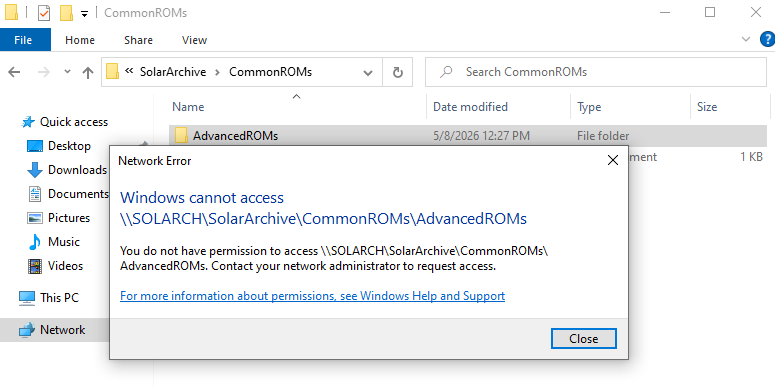 CommonROMs
File Home Share View
« SolarArchive > CommonROMs
Search CommonROMs
Name Date modified Type Size
Quick access
Desktop
Downloads
Documents
Pictures
Music
Videos
This PC
Network
AdvancedROMs 5/8/2026 12:27 PM File folder
ment 1 KB
Network Error
Windows cannot access
\\SOLARCH\SolarArchive\CommonROMs\AdvancedROMs
You do not have permission to access \\SOLARCH\SolarArchive\CommonROMs\
AdvancedROMs. Contact your network administrator to request access.
For more information about permissions, see Windows Help and Support
Close